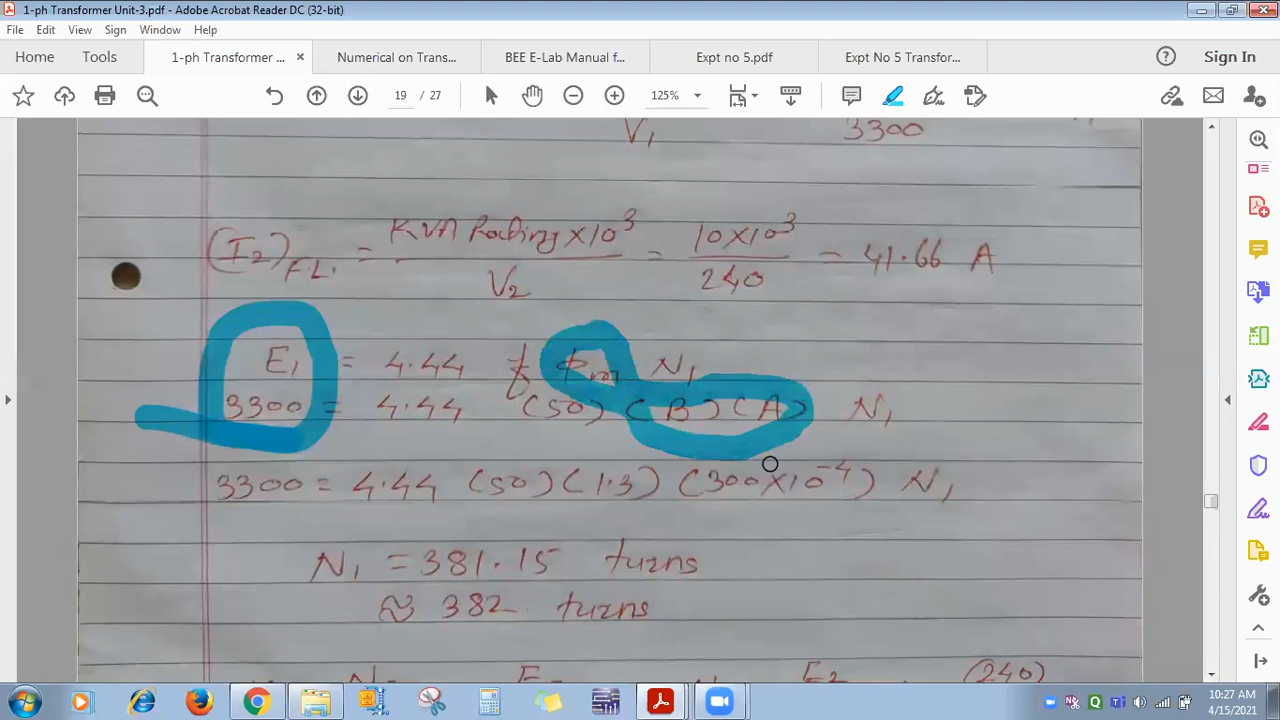 1-ph Transformer Unit-3.pdf - Adobe Acrobat Reader DC (32-bit)
File Edit View Sign Window Help
Home Tools 1-ph Transformer ... × Numerical on Trans... BEE E-Lab Manual f... Expt no 5.pdf Expt No 5 Transfor... Sign In
19 / 27 125%
V₁ 3300
(I₂)F.L. = KVA Rating×10³ / V₂ = 10×10³ / 240 = 41.66 A
E₁ = 4.44 f Φm N₁
3300 = 4.44 (50) (B) (A) N₁
3300 = 4.44 (50) (1.3) (300×10⁻⁴) N₁
N₁ = 381.15 turns
≈ 382. turns
(240)
10:27 AM
4/15/2021